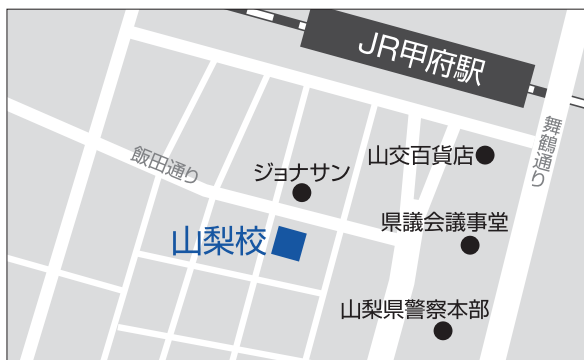 JR甲府駅
舞鶴通り
山交百貨店
飯田通り
ジョナサン
県議会議事堂
山梨校
山梨県警察本部